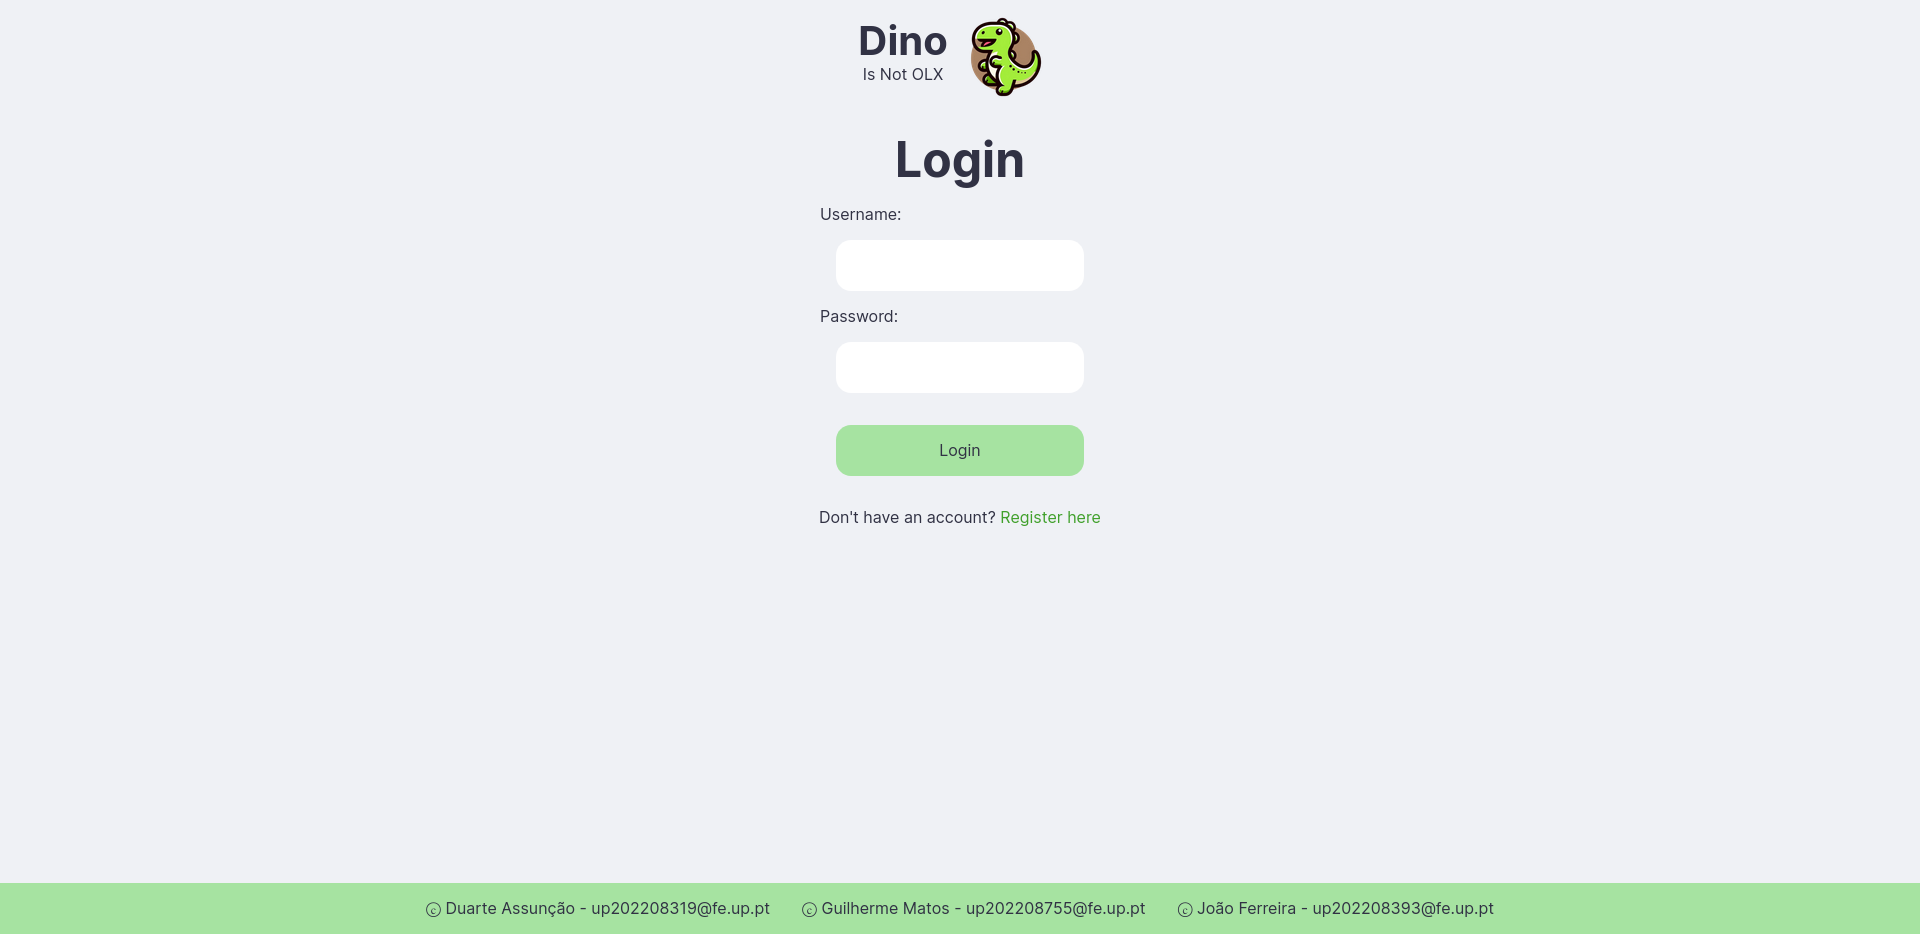 Dino
Is Not OLX
Login
Username:
Password:
Login
Don't have an account? Register here
© Duarte Assunção - up202208319@fe.up.pt © Guilherme Matos - up202208755@fe.up.pt © João Ferreira - up202208393@fe.up.pt